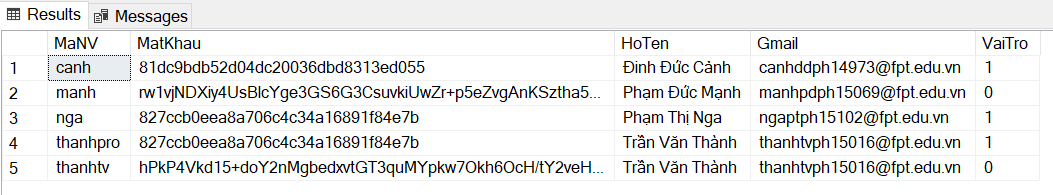 Results Messages
MaNV MatKhau HoTen Gmail VaiTro
1 canh 81dc9bdb52d04dc20036dbd8313ed055 Đinh Đức Cảnh canhddph14973@fpt.edu.vn 1
2 manh rw1vjNDXiy4UsBlcYge3GS6G3CsuvkiUwZr+p5eZvgAnKSztha5... Phạm Đức Mạnh manhpdph15069@fpt.edu.vn 0
3 nga 827ccb0eea8a706c4c34a16891f84e7b Phạm Thị Nga ngaptph15102@fpt.edu.vn 1
4 thanhpro 827ccb0eea8a706c4c34a16891f84e7b Trần Văn Thành thanhtvph15016@fpt.edu.vn 1
5 thanhtv hPkP4Vkd15+doY2nMgbedxvtGT3quMYpkw7Okh6OcH/tY2veH... Trần Văn Thành thanhtvph15016@fpt.edu.vn 0